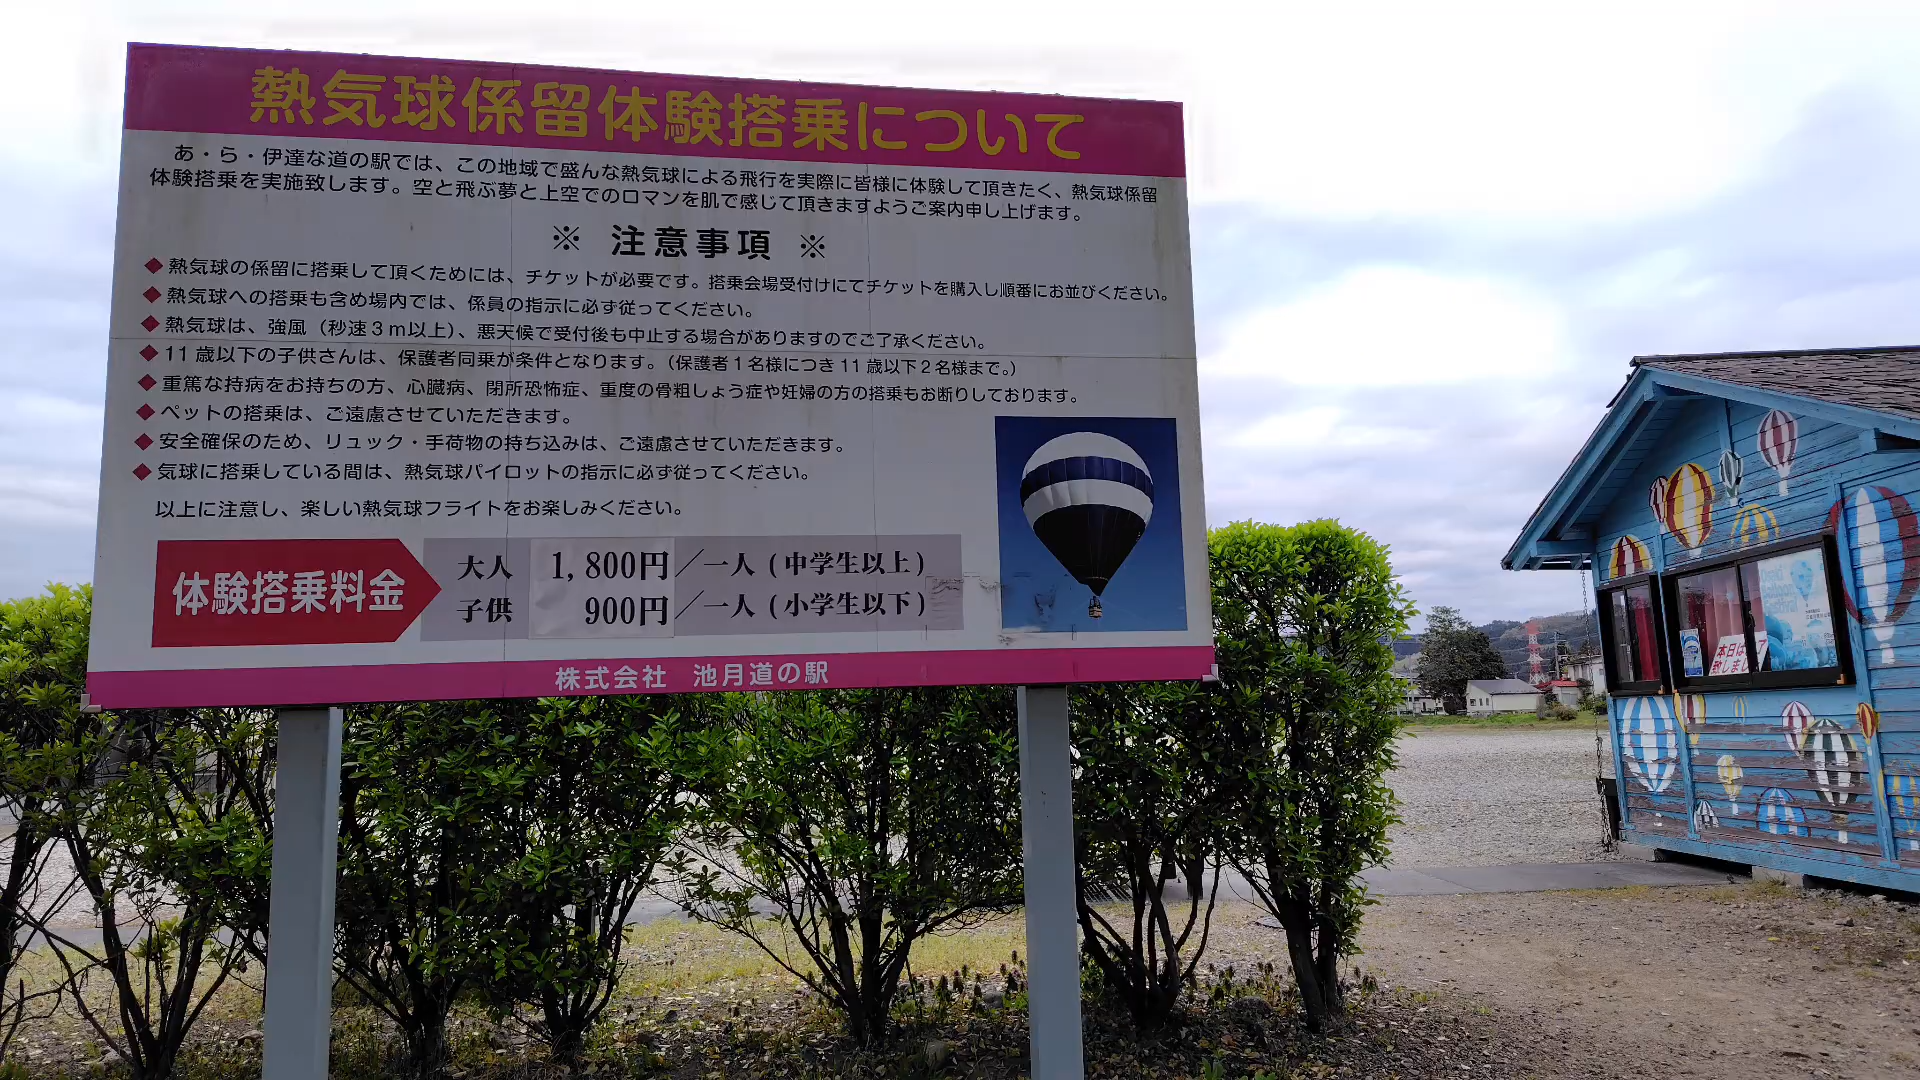 熱気球係留体験搭乗について
あ・ら・伊達な道の駅では、この地域で盛んな熱気球による飛行を実際に皆様に体験して頂きたく、熱気球係留
体験搭乗を実施致します。空と飛ぶ夢と上空でのロマンを肌で感じて頂きますようご案内申し上げます。
※ 注意事項 ※
◆熱気球の係留に搭乗して頂くためには、チケットが必要です。搭乗会場受付けにてチケットを購入し順番にお並びください。
◆熱気球への搭乗も含め場内では、係員の指示に必ず従ってください。
◆熱気球は、強風（秒速３ｍ以上）、悪天候で受付後も中止する場合がありますのでご了承ください。
◆11歳以下の子供さんは、保護者同乗が条件となります。（保護者１名様につき11歳以下２名様まで。）
◆重篤な持病をお持ちの方、心臓病、閉所恐怖症、重度の骨粗しょう症や妊婦の方の搭乗もお断りしております。
◆ペットの搭乗は、ご遠慮させていただきます。
◆安全確保のため、リュック・手荷物の持ち込みは、ご遠慮させていただきます。
◆気球に搭乗している間は、熱気球パイロットの指示に必ず従ってください。
以上に注意し、楽しい熱気球フライトをお楽しみください。
体験搭乗料金
大人 1,800円／一人（中学生以上）
子供 900円／一人（小学生以下）
株式会社 池月道の駅
本日は
致しまし